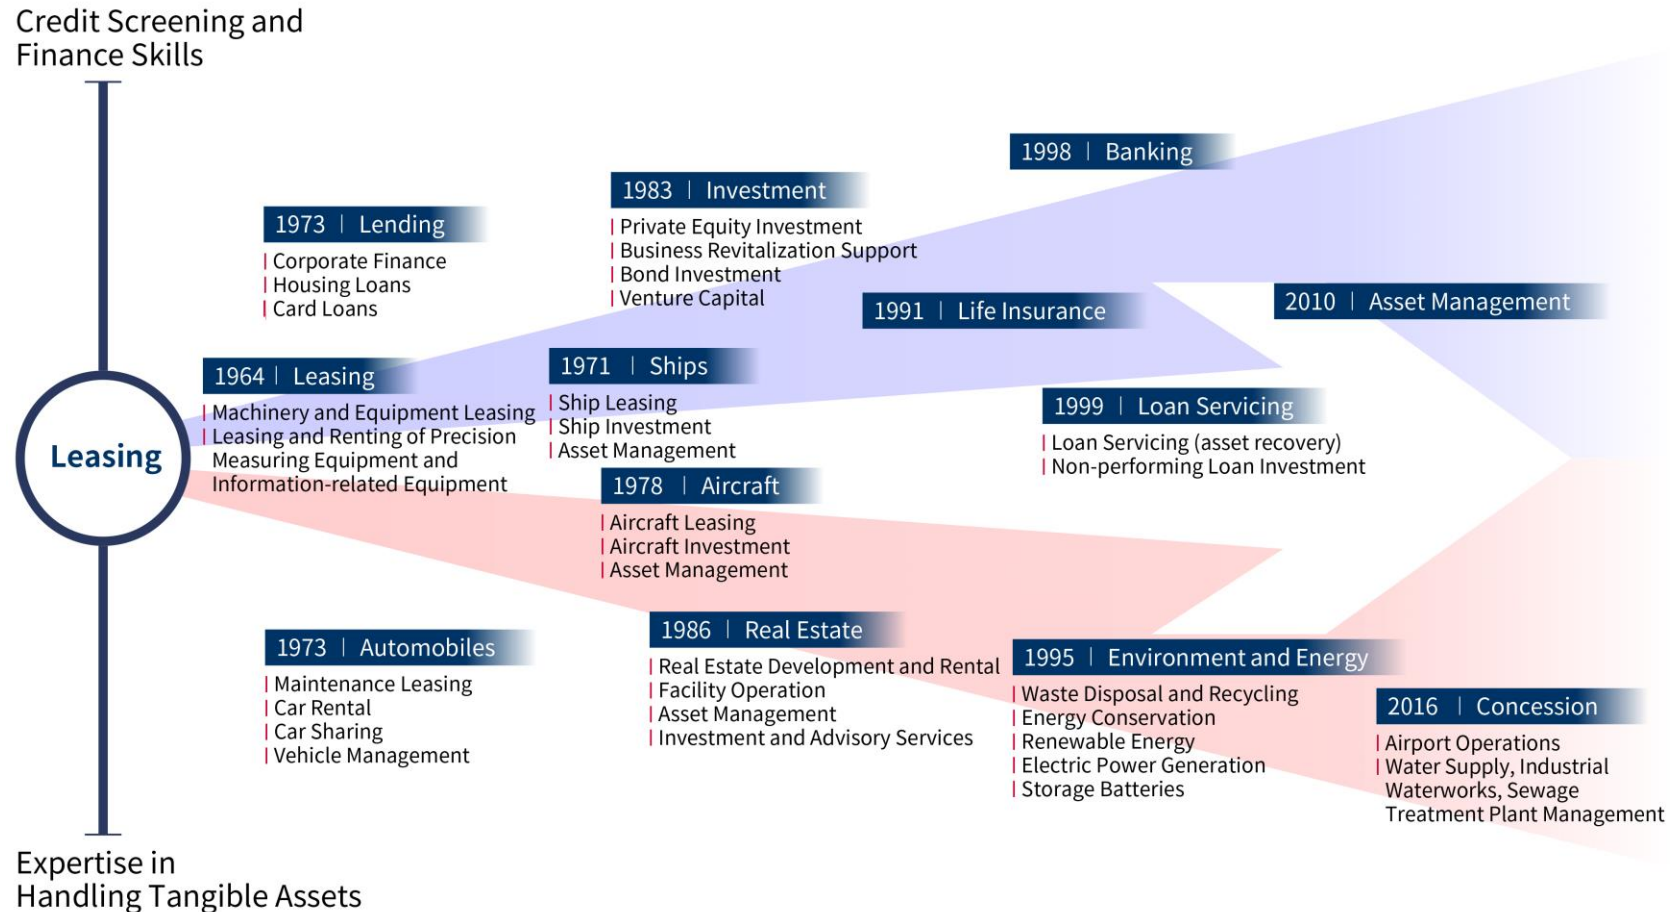 Credit Screening and
Finance Skills
1998 | Banking
1983 | Investment
Private Equity Investment
Business Revitalization Support
Bond Investment
Venture Capital
1973 | Lending
Corporate Finance
Housing Loans
Card Loans
1991 | Life Insurance
2010 | Asset Management
1964 | Leasing
Machinery and Equipment Leasing
Leasing and Renting of Precision
Measuring Equipment and
Information-related Equipment
1971 | Ships
Ship Leasing
Ship Investment
Asset Management
1999 | Loan Servicing
Loan Servicing (asset recovery)
Non-performing Loan Investment
Leasing
1978 | Aircraft
Aircraft Leasing
Aircraft Investment
Asset Management
1973 | Automobiles
Maintenance Leasing
Car Rental
Car Sharing
Vehicle Management
1986 | Real Estate
Real Estate Development and Rental
Facility Operation
Asset Management
Investment and Advisory Services
1995 | Environment and Energy
Waste Disposal and Recycling
Energy Conservation
Renewable Energy
Electric Power Generation
Storage Batteries
2016 | Concession
Airport Operations
Water Supply, Industrial
Waterworks, Sewage
Treatment Plant Management
Expertise in
Handling Tangible Assets